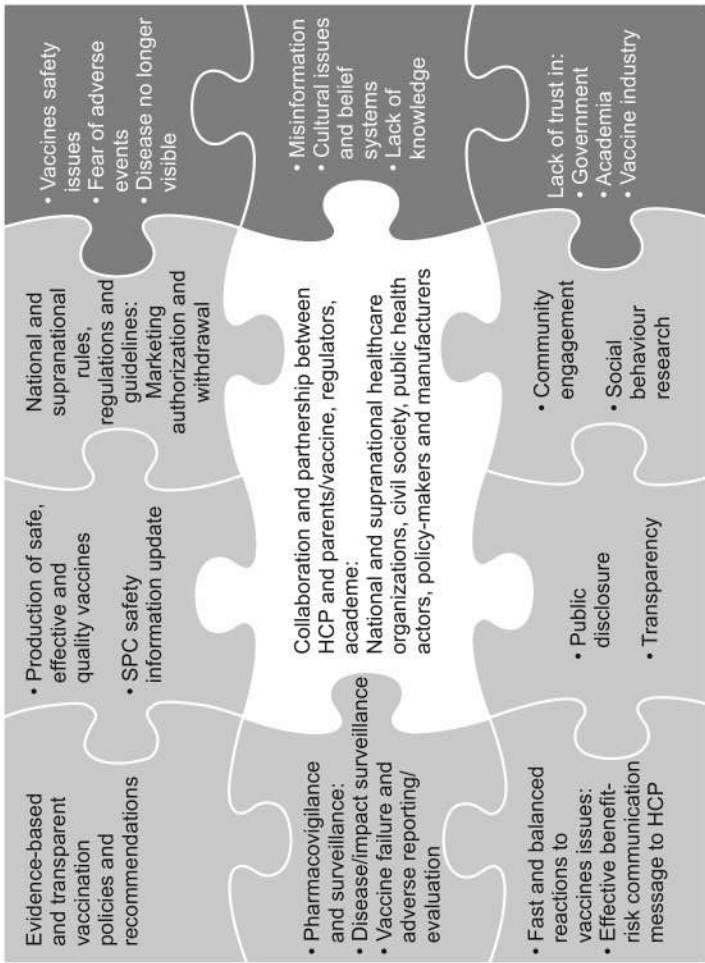 Evidence-based
and transparent
vaccination
policies and
recommendations
• Production of safe,
effective and
quality vaccines
• SPC safety
information update
National and
supranational
rules,
regulations and
guidelines:
Marketing
authorization and
withdrawal
• Vaccines safety
issues
• Fear of adverse
events
• Disease no longer
visible
• Pharmacovigilance
and surveillance:
• Disease/impact surveillance
• Vaccine failure and
adverse reporting/
evaluation
Collaboration and partnership between
HCP and parents/vaccine, regulators,
academe:
National and supranational healthcare
organizations, civil society, public health
actors, policy-makers and manufacturers
• Misinformation
• Cultural issues
and belief
systems
• Lack of
knowledge
• Fast and balanced
reactions to
vaccines issues:
• Effective benefit-
risk communication
message to HCP
• Public
disclosure
• Transparency
• Community
engagement
• Social
behaviour
research
Lack of trust in:
• Government
• Academia
• Vaccine industry